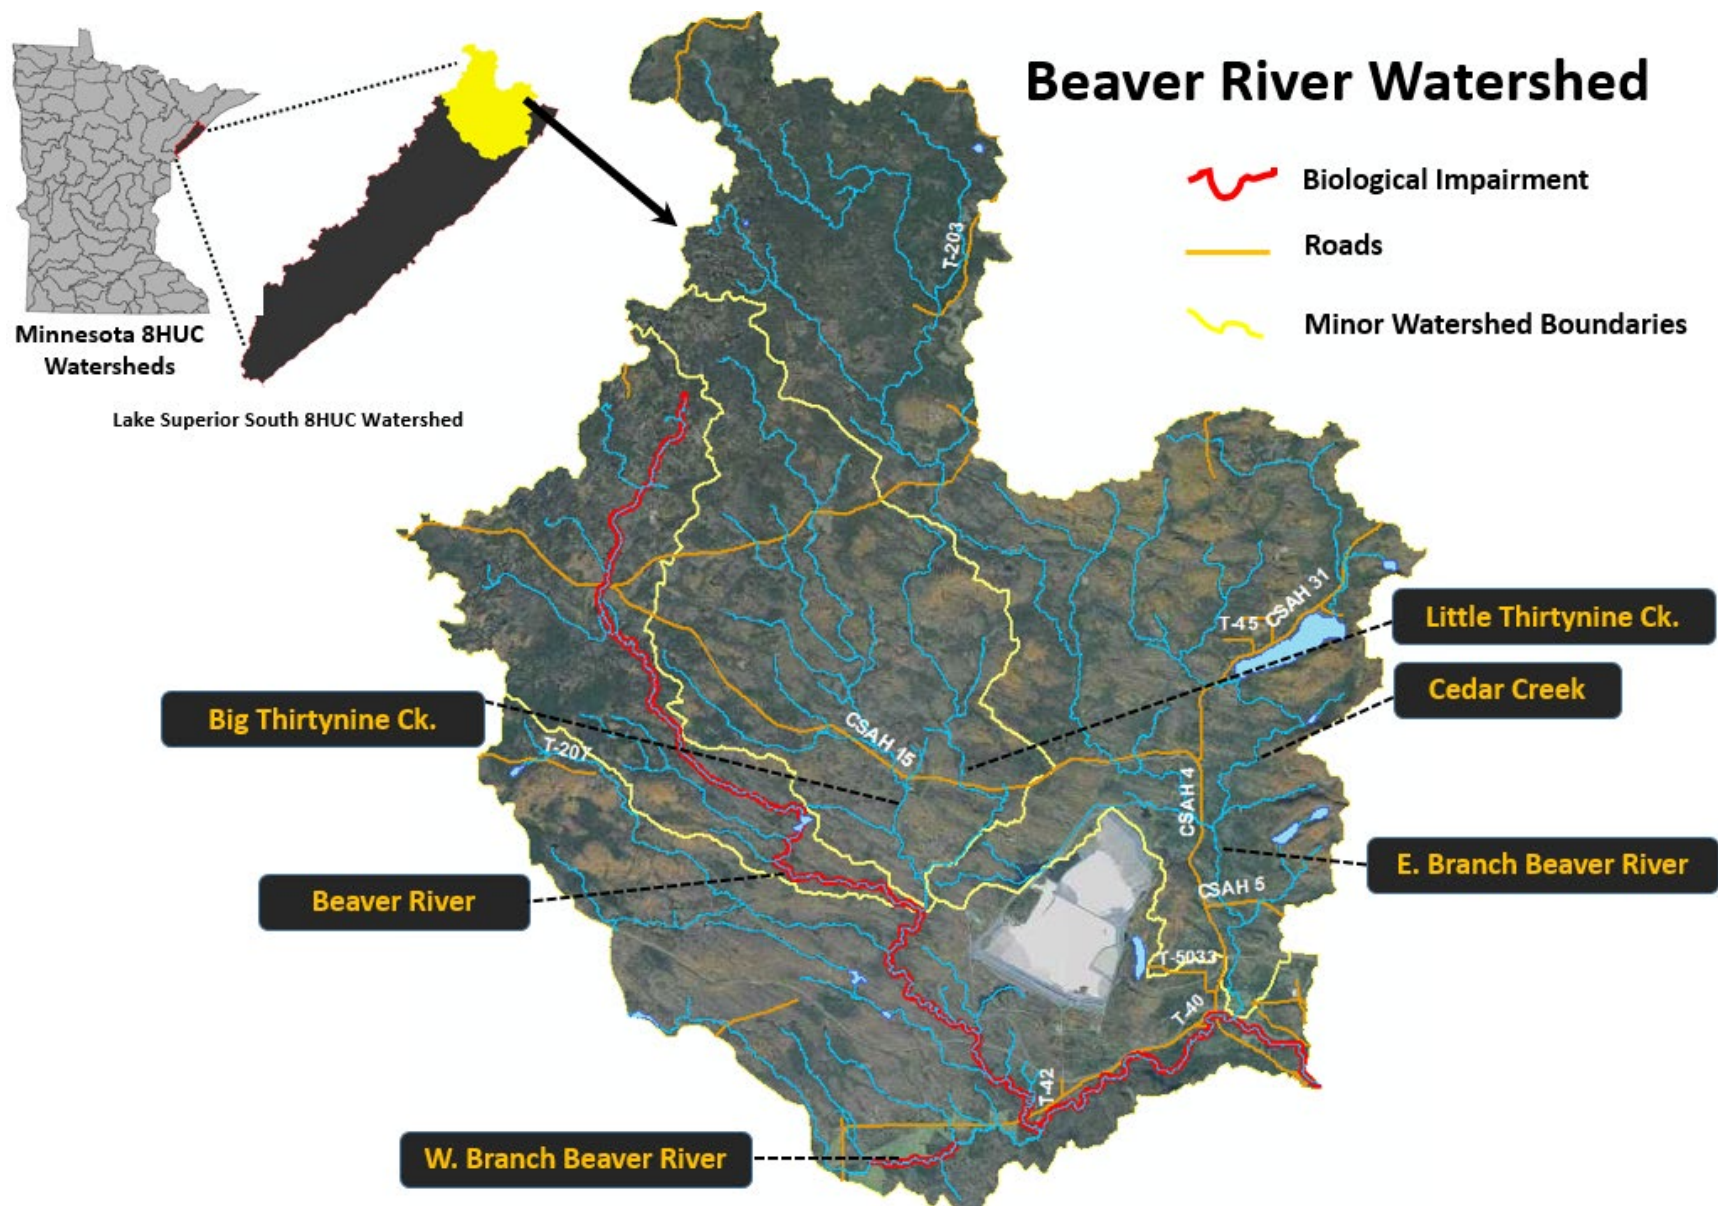 Beaver River Watershed
Biological Impairment
Roads
Minor Watershed Boundaries
Minnesota 8HUC
Watersheds
Lake Superior South 8HUC Watershed
T-203
CSAH 31
T-45
Little Thirtynine Ck.
Cedar Creek
Big Thirtynine Ck.
CSAH 15
T-207
CSAH 4
E. Branch Beaver River
CSAH 5
Beaver River
T-5033
T-40
T-42
W. Branch Beaver River